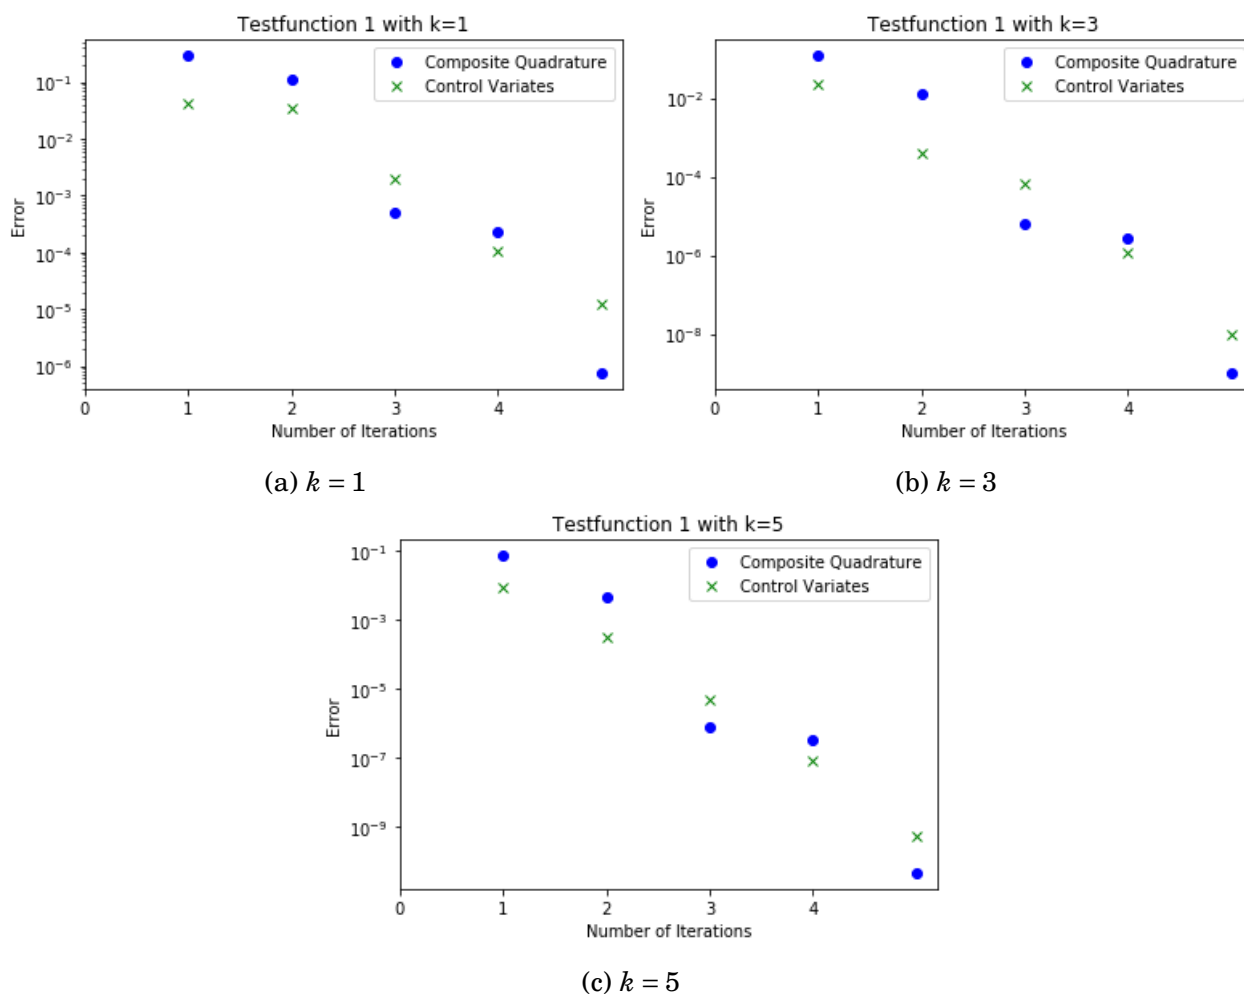 Testfunction 1 with k=1
Composite Quadrature
Control Variates
10⁻¹
10⁻²
10⁻³
10⁻⁴
10⁻⁵
10⁻⁶
Error
0 1 2 3 4
Number of Iterations
(a) k = 1
Testfunction 1 with k=3
Composite Quadrature
Control Variates
10⁻²
10⁻⁴
10⁻⁶
10⁻⁸
Error
0 1 2 3 4
Number of Iterations
(b) k = 3
Testfunction 1 with k=5
Composite Quadrature
Control Variates
10⁻¹
10⁻³
10⁻⁵
10⁻⁷
10⁻⁹
Error
0 1 2 3 4
Number of Iterations
(c) k = 5